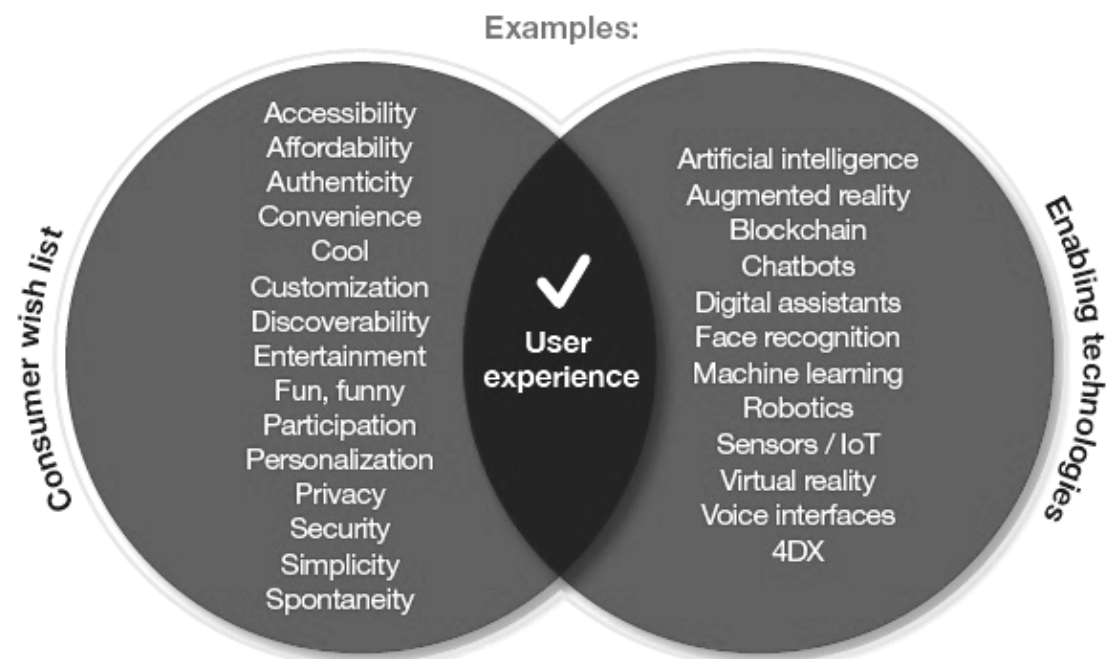 Examples:
Consumer wish list
Accessibility
Affordability
Authenticity
Convenience
Cool
Customization
Discoverability
Entertainment
Fun, funny
Participation
Personalization
Privacy
Security
Simplicity
Spontaneity
User
experience
Artificial intelligence
Augmented reality
Blockchain
Chatbots
Digital assistants
Face recognition
Machine learning
Robotics
Sensors / IoT
Virtual reality
Voice interfaces
4DX
Enabling technologies